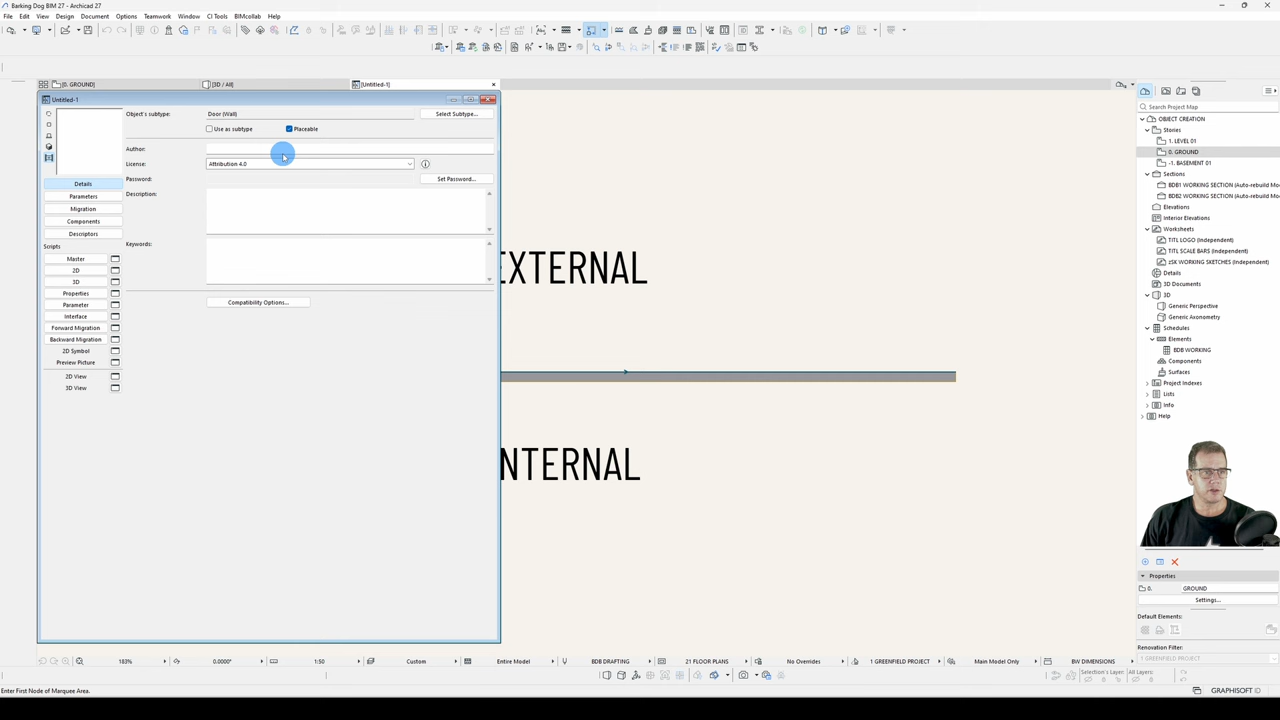 Barking Dog BIM 27 - Archicad 27
File Edit View Design Document Options Teamwork Window CI Tools BIMcollab Help
[0. GROUND] [3D / All] [Untitled-1]
Untitled-1
Object's subtype: Door (Wall) Select Subtype...
Use as subtype Placeable
Author:
License: Attribution 4.0
Password: Set Password...
Description:
Keywords:
Compatibility Options...
Details
Parameters
Migration
Components
Descriptors
Scripts
Master
2D
3D
Properties
Parameter
Interface
Forward Migration
Backward Migration
2D Symbol
Preview Picture
2D View
3D View
EXTERNAL
NTERNAL
Search Project Map
OBJECT CREATION
Stories
1. LEVEL 01
0. GROUND
-1. BASEMENT 01
Sections
BDB1 WORKING SECTION (Auto-rebuild Mo
BDB2 WORKING SECTION (Auto-rebuild Mo
Elevations
Interior Elevations
Worksheets
TITL LOGO (Independent)
TITL SCALE BARS (Independent)
zSK WORKING SKETCHES (Independent)
Details
3D Documents
3D
Generic Perspective
Generic Axonometry
Schedules
Elements
BDB WORKING
Components
Surfaces
Project Indexes
Lists
Info
Help
Properties
0. GROUND
Settings...
Default Elements:
Renovation Filter:
1 GREENFIELD PROJECT
183% 0.0000° 1:50 Custom Entire Model BDB DRAFTING 21 FLOOR PLANS No Overrides 1 GREENFIELD PROJECT Main Model Only BW DIMENSIONS
Selection's Layer: All Layers:
Enter First Node of Marquee Area.
GRAPHISOFT ID